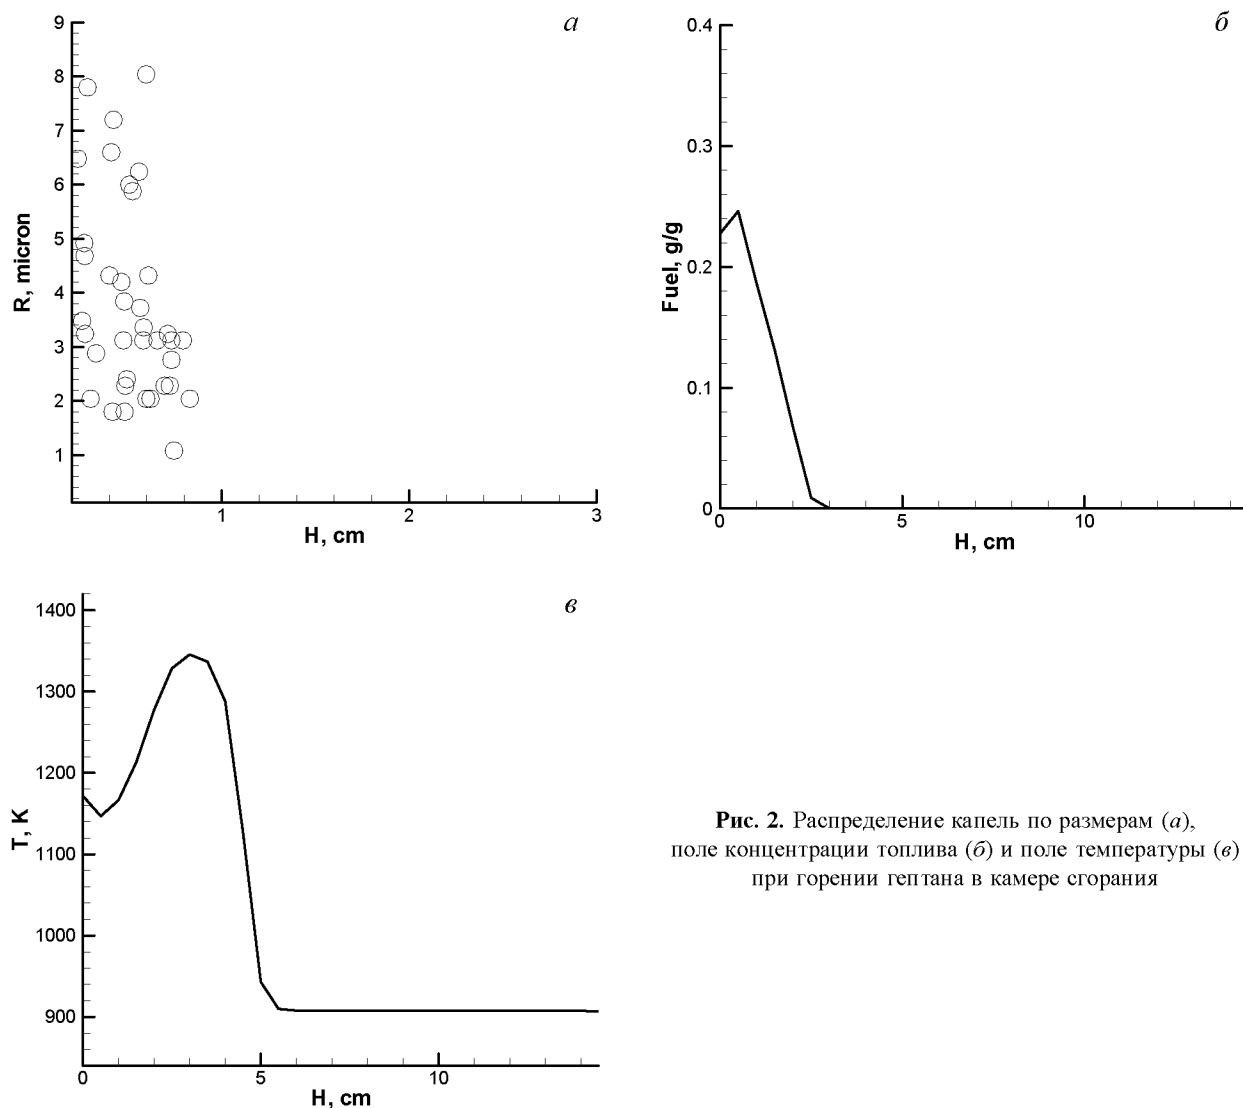 а
9
8
7
6
5
4
3
2
1
R, micron
1
2
3
H, cm
б
0.4
0.3
0.2
0.1
0
Fuel, g/g
0
5
10
H, cm
в
1400
1300
1200
1100
1000
900
T, K
0
5
10
H, cm
Рис. 2. Распределение капель по размерам (а),
поле концентрации топлива (б) и поле температуры (в)
при горении гептана в камере сгорания